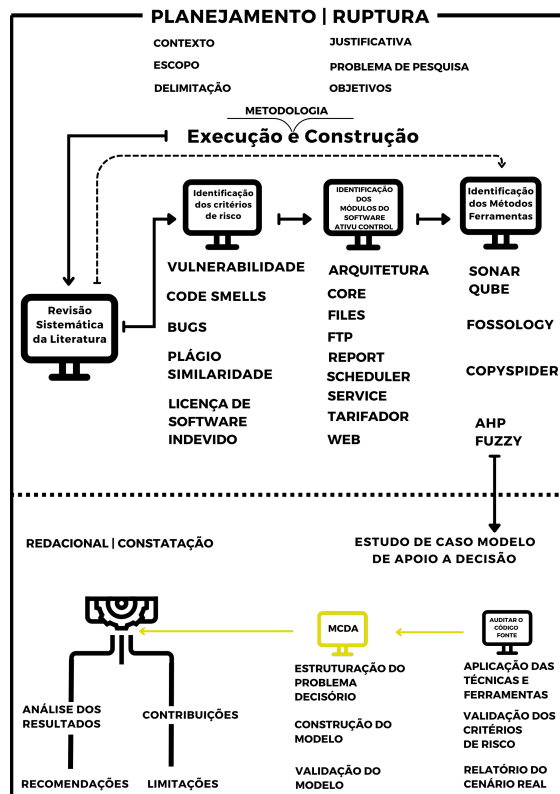 PLANEJAMENTO | RUPTURA
CONTEXTO
ESCOPO
DELIMITAÇÃO
JUSTIFICATIVA
PROBLEMA DE PESQUISA
OBJETIVOS
METODOLOGIA
Execução e Construção
Revisão
Sistemática
da Literatura
Identificação
dos critérios
de risco
VULNERABILIDADE
CODE SMELLS
BUGS
PLÁGIO
SIMILARIDADE
LICENÇA DE
SOFTWARE
INDEVIDO
IDENTIFICAÇÃO
DOS
MÓDULOS DO
SOFTWARE
ATIVU CONTROL
ARQUITETURA
CORE
FILES
FTP
REPORT
SCHEDULER
SERVICE
TARIFADOR
WEB
Identificação
dos Métodos
Ferramentas
SONAR
QUBE
FOSSOLOGY
COPYSPIDER
AHP
FUZZY
ESTUDO DE CASO MODELO
DE APOIO A DECISÃO
REDACIONAL | CONSTATAÇÃO
AUDITAR O
CÓDIGO
FONTE
APLICAÇÃO DAS
TÉCNICAS E
FERRAMENTAS
VALIDAÇÃO DOS
CRITÉRIOS
DE RISCO
RELATÓRIO DO
CENÁRIO REAL
MCDA
ESTRUTURAÇÃO DO
PROBLEMA
DECISÓRIO
CONSTRUÇÃO DO
MODELO
VALIDAÇÃO DO
MODELO
ANÁLISE DOS
RESULTADOS
RECOMENDAÇÕES
CONTRIBUIÇÕES
LIMITAÇÕES